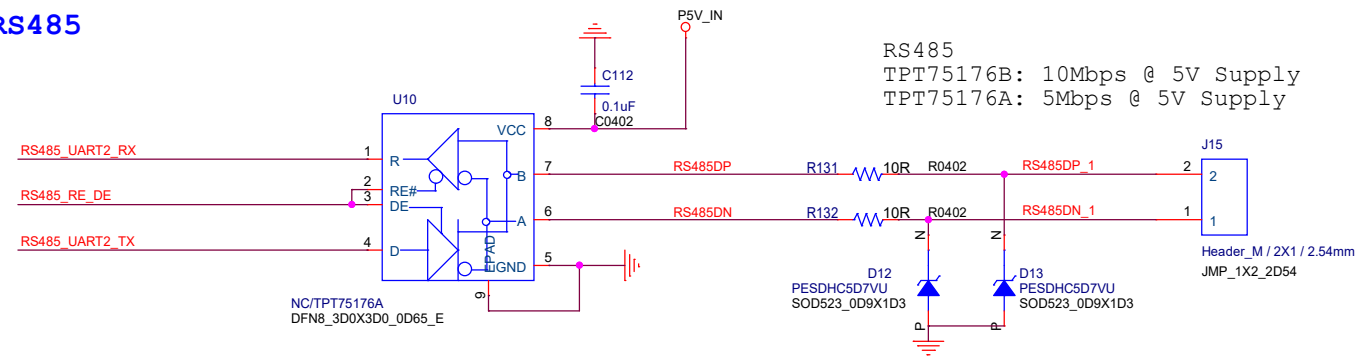 RS485
P5V_IN
RS485
TPT75176B: 10Mbps @ 5V Supply
TPT75176A: 5Mbps @ 5V Supply
C112
0.1uF
C0402
U10
VCC
8
RS485_UART2_RX
1
R
RS485_RE_DE
2
RE#
3
DE
RS485_UART2_TX
4
D
B
7
RS485DP
R131
10R
R0402
RS485DP_1
A
6
RS485DN
R132
10R
R0402
RS485DN_1
J15
2
2
1
1
Header_M / 2X1 / 2.54mm
JMP_1X2_2D54
EPAD
GND
5
9
NC/TPT75176A
DFN8_3D0X3D0_0D65_E
N
N
D12
PESDHC5D7VU
SOD523_0D9X1D3
D13
PESDHC5D7VU
SOD523_0D9X1D3
P
P